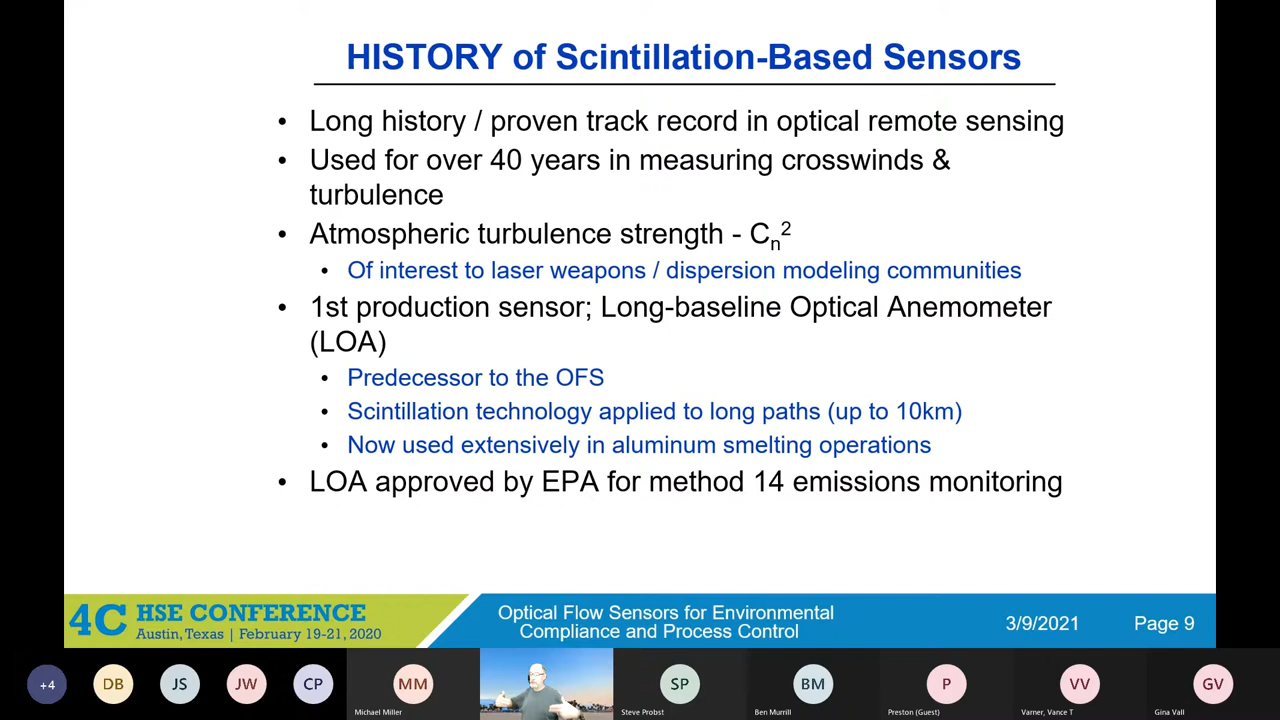 HISTORY of Scintillation-Based Sensors
• Long history / proven track record in optical remote sensing
• Used for over 40 years in measuring crosswinds &
turbulence
• Atmospheric turbulence strength - Cn2
• Of interest to laser weapons / dispersion modeling communities
• 1st production sensor; Long-baseline Optical Anemometer
(LOA)
• Predecessor to the OFS
• Scintillation technology applied to long paths (up to 10km)
• Now used extensively in aluminum smelting operations
• LOA approved by EPA for method 14 emissions monitoring
4C HSE CONFERENCE
Austin, Texas | February 19-21, 2020
Optical Flow Sensors for Environmental
Compliance and Process Control
3/9/2021
Page 9
+4
DB
JS
JW
CP
MM
SP
BM
P
VV
GV
Michael Miller
Steve Probst
Ben Murrill
Preston (Guest)
Varner, Vance T
Gina Vall